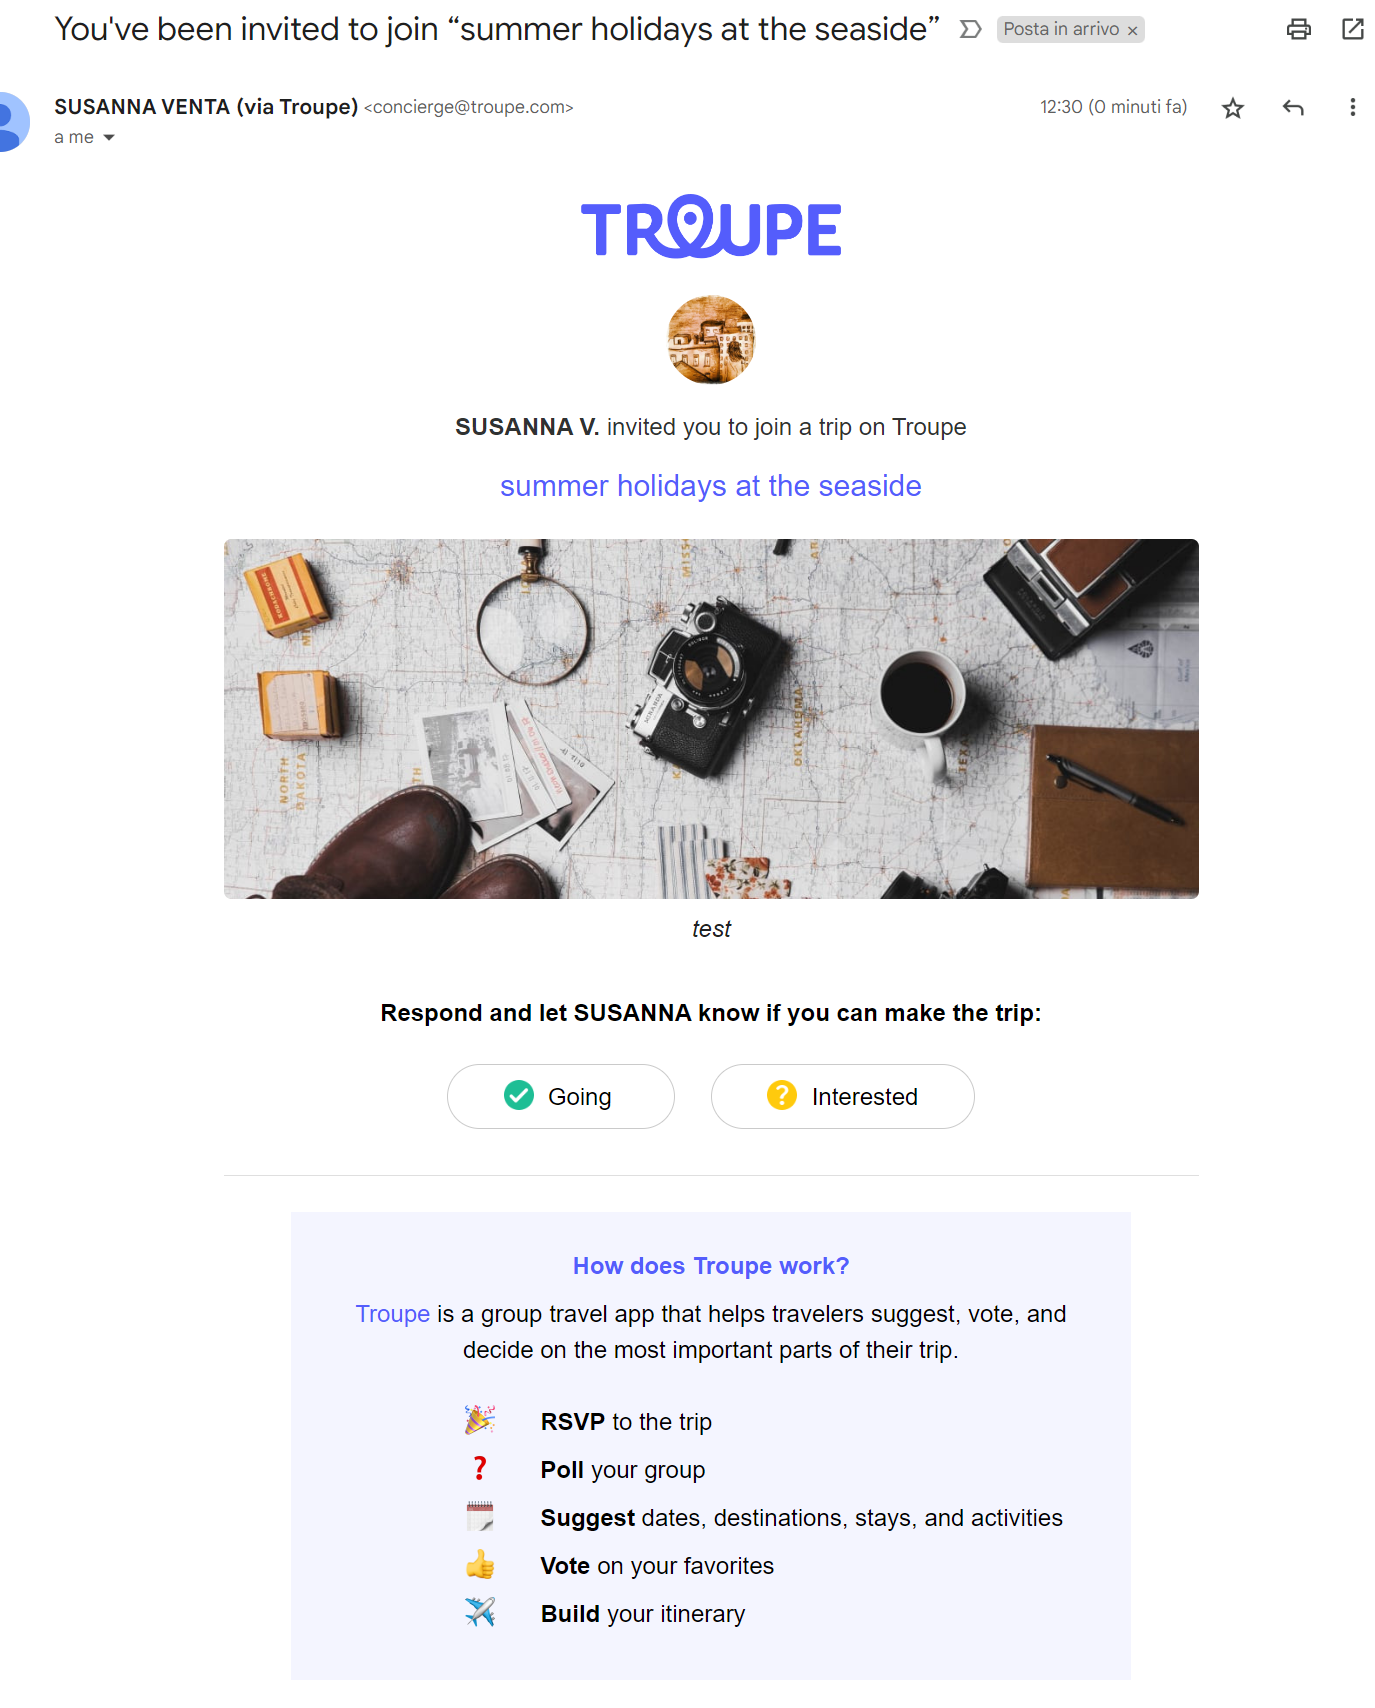 You've been invited to join “summer holidays at the seaside” Posta in arrivo ×
SUSANNA VENTA (via Troupe) <concierge@troupe.com> 12:30 (0 minuti fa)
a me
TROUPE
SUSANNA V. invited you to join a trip on Troupe
summer holidays at the seaside
NORTH
DAKOTA
OKLAHOMA
test
Respond and let SUSANNA know if you can make the trip:
Going Interested
How does Troupe work?
Troupe is a group travel app that helps travelers suggest, vote, and
decide on the most important parts of their trip.
RSVP to the trip
Poll your group
Suggest dates, destinations, stays, and activities
Vote on your favorites
Build your itinerary